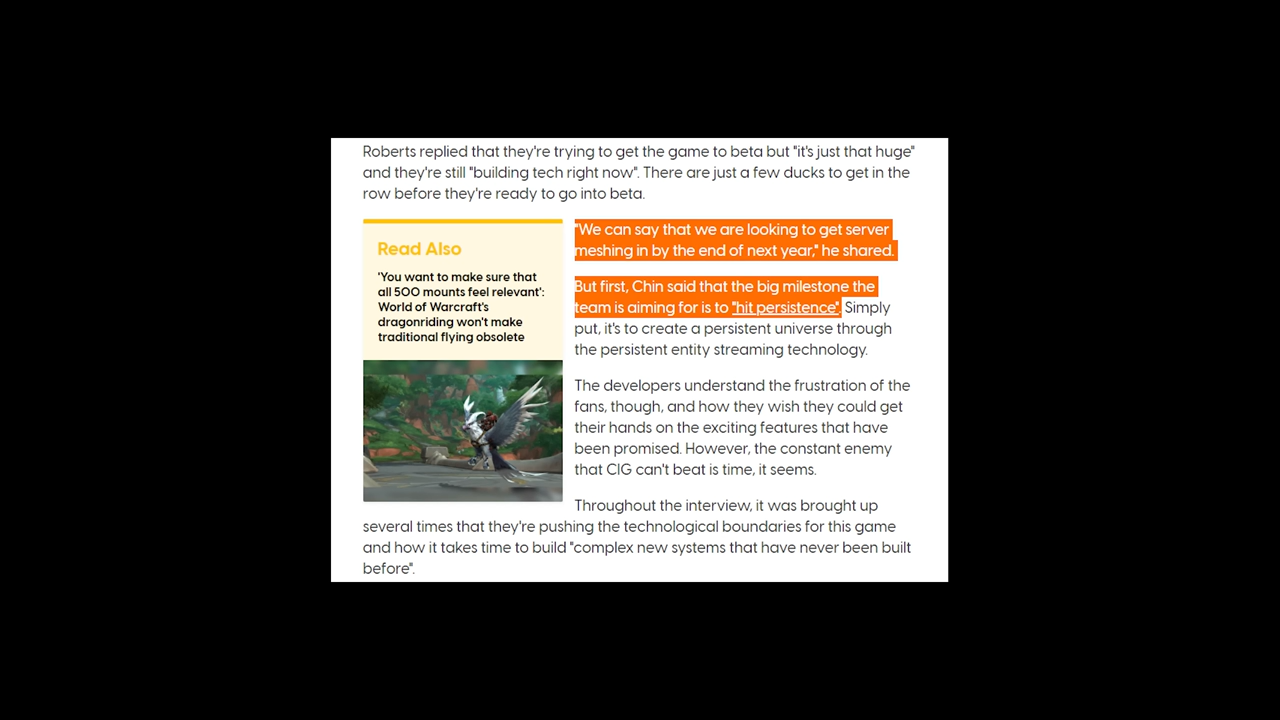 Roberts replied that they're trying to get the game to beta but "it's just that huge"
and they're still "building tech right now". There are just a few ducks to get in the
row before they're ready to go into beta.
Read Also
'You want to make sure that
all 500 mounts feel relevant':
World of Warcraft's
dragonriding won't make
traditional flying obsolete
"We can say that we are looking to get server
meshing in by the end of next year," he shared.
But first, Chin said that the big milestone the
team is aiming for is to "hit persistence". Simply
put, it's to create a persistent universe through
the persistent entity streaming technology.
The developers understand the frustration of the
fans, though, and how they wish they could get
their hands on the exciting features that have
been promised. However, the constant enemy
that CIG can't beat is time, it seems.
Throughout the interview, it was brought up
several times that they're pushing the technological boundaries for this game
and how it takes time to build "complex new systems that have never been built
before".